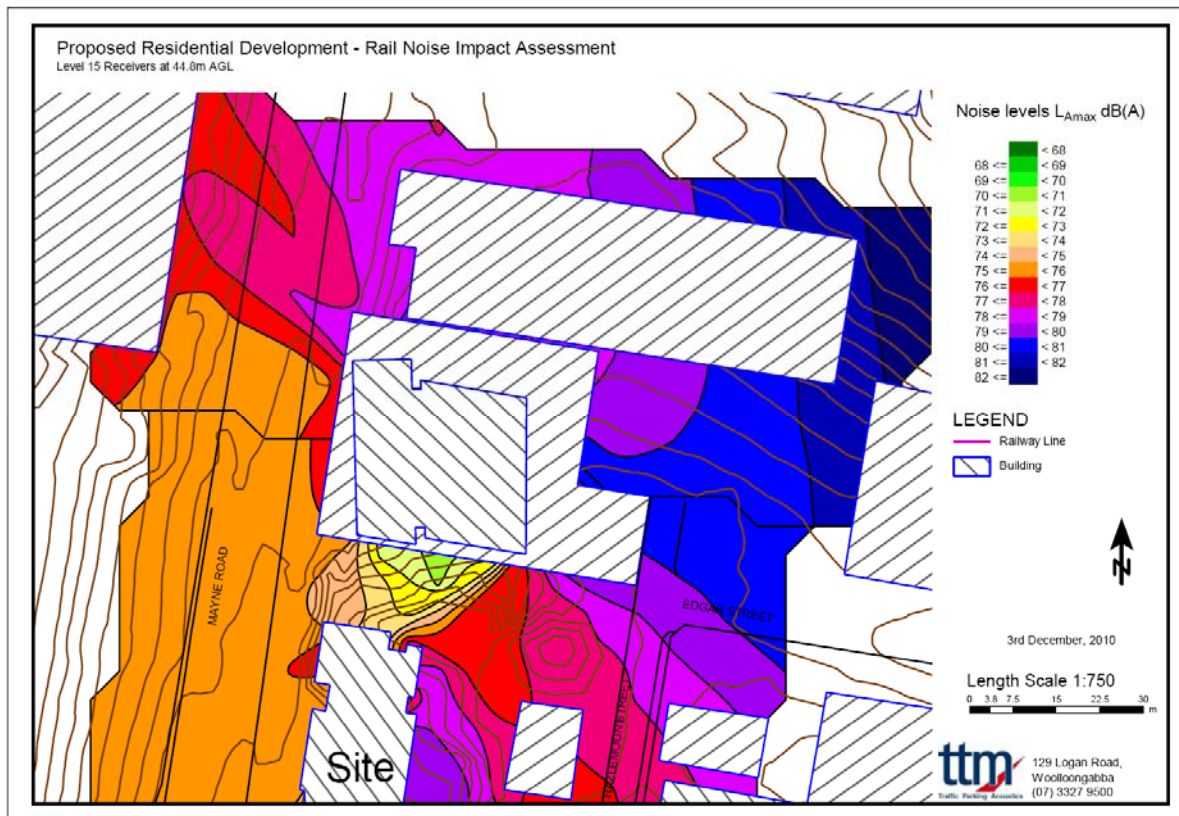 Proposed Residential Development - Rail Noise Impact Assessment
Level 15 Receivers at 44.8m AGL
Noise levels LAmax dB(A)
< 68
68 <= < 69
69 <= < 70
70 <= < 71
71 <= < 72
72 <= < 73
73 <= < 74
74 <= < 75
75 <= < 76
76 <= < 77
77 <= < 78
78 <= < 79
79 <= < 80
80 <= < 81
81 <= < 82
82 <=
LEGEND
Railway Line
Building
MAYNE ROAD
EDGAR STREET
HAZLEMOUNT STREET
Site
N
3rd December, 2010
Length Scale 1:750
0 3.8 7.5 15 22.5 30
m
ttm
Traffic Parking Acoustics
129 Logan Road,
Woolloongabba
(07) 3327 9500